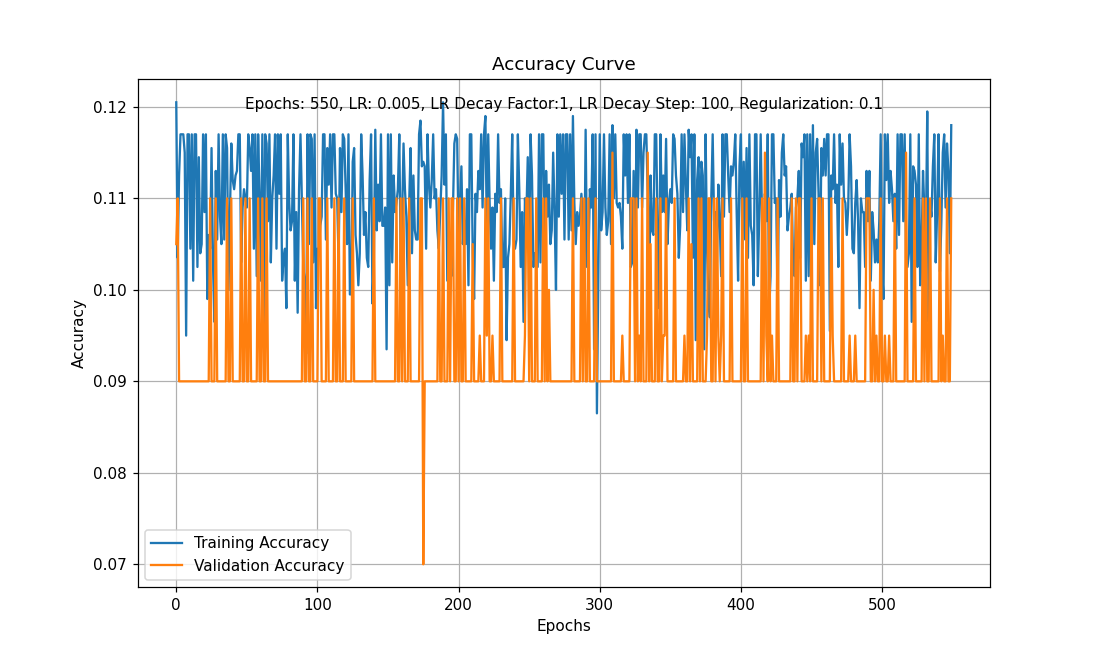 Accuracy Curve
Epochs: 550, LR: 0.005, LR Decay Factor:1, LR Decay Step: 100, Regularization: 0.1
0.12
0.11
0.10
0.09
0.08
0.07
Accuracy
Training Accuracy
Validation Accuracy
0 100 200 300 400 500
Epochs